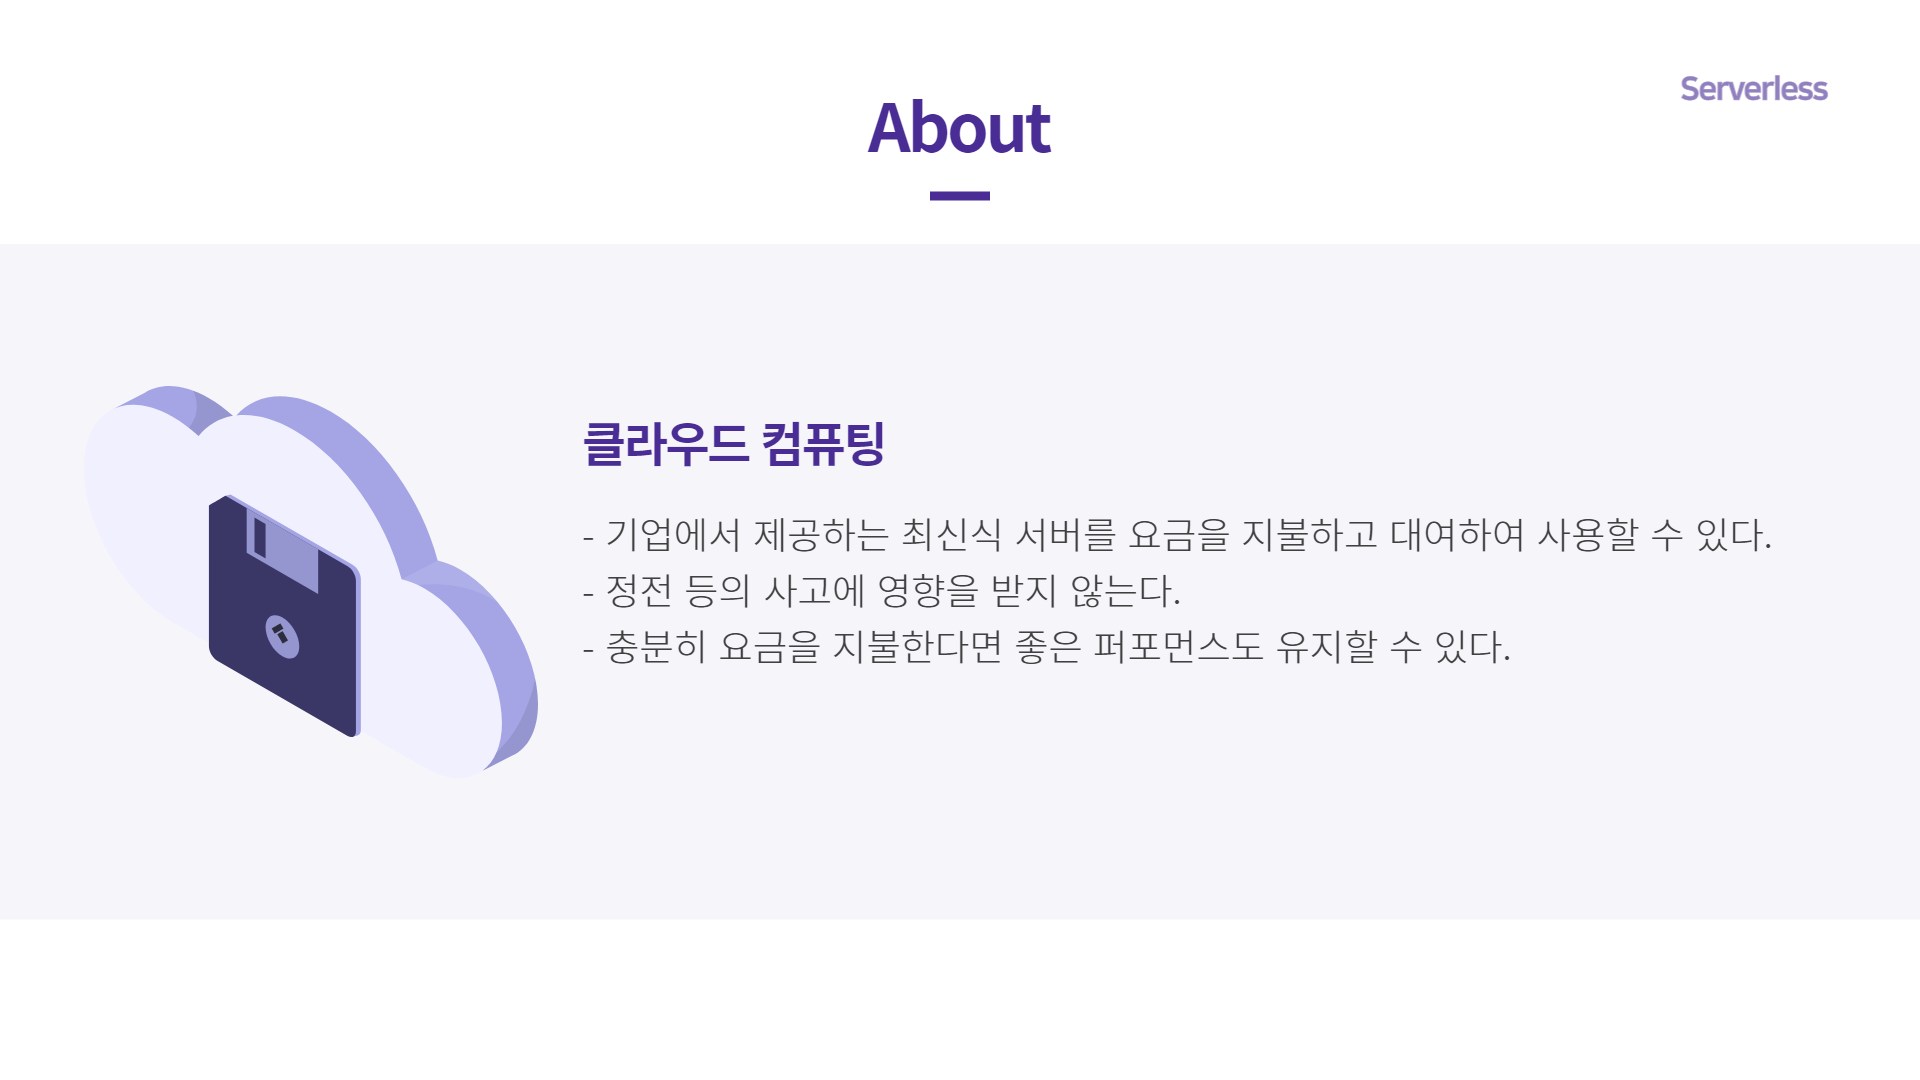 Serverless
About
클라우드 컴퓨팅
- 기업에서 제공하는 최신식 서버를 요금을 지불하고 대여하여 사용할 수 있다.
- 정전 등의 사고에 영향을 받지 않는다.
- 충분히 요금을 지불한다면 좋은 퍼포먼스도 유지할 수 있다.